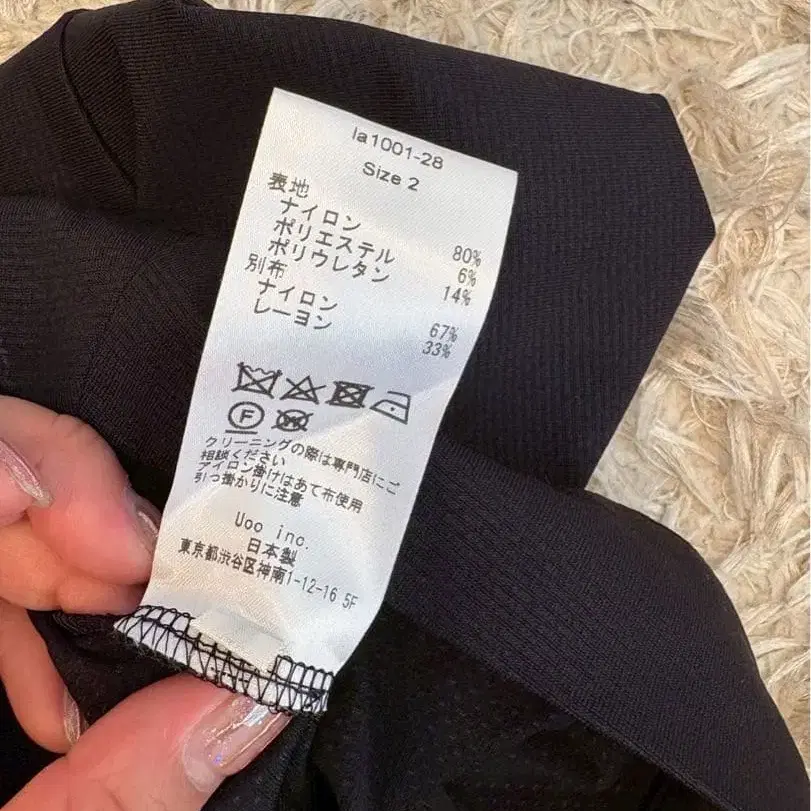 la1001-28
Size 2
表地
ナイロン 80%
ポリエステル 6%
ポリウレタン 14%
別布
ナイロン 67%
レーヨン 33%
F
クリーニングの際は専門店にご
相談ください
アイロン掛けはあて布使用
引っ掛かりに注意
Uoo inc.
日本製
東京都渋谷区神南1-12-16 5F